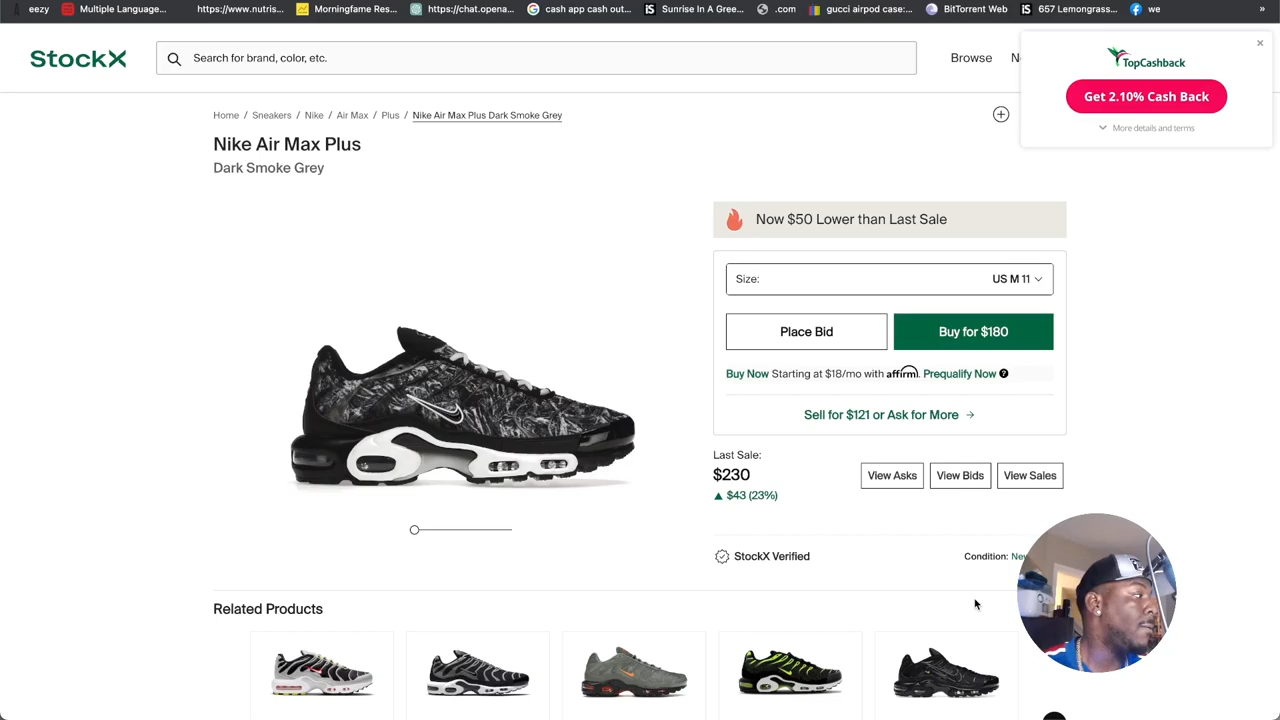 eezy
Multiple Language...
https://www.nutris...
Morningfame Res...
https://chat.opena...
cash app cash out...
Sunrise In A Gree...
.com
gucci airpod case:...
BitTorrent Web
657 Lemongrass...
we
»
StockX
Search for brand, color, etc.
Browse
N
TopCashback
Get 2.10% Cash Back
More details and terms
Home / Sneakers / Nike / Air Max / Plus / Nike Air Max Plus Dark Smoke Grey
Nike Air Max Plus
Dark Smoke Grey
Now $50 Lower than Last Sale
Size:
US M 11
Place Bid
Buy for $180
Buy Now Starting at $18/mo with affirm. Prequalify Now
Sell for $121 or Ask for More →
Last Sale:
$230
▲ $43 (23%)
View Asks
View Bids
View Sales
StockX Verified
Condition: New
Related Products